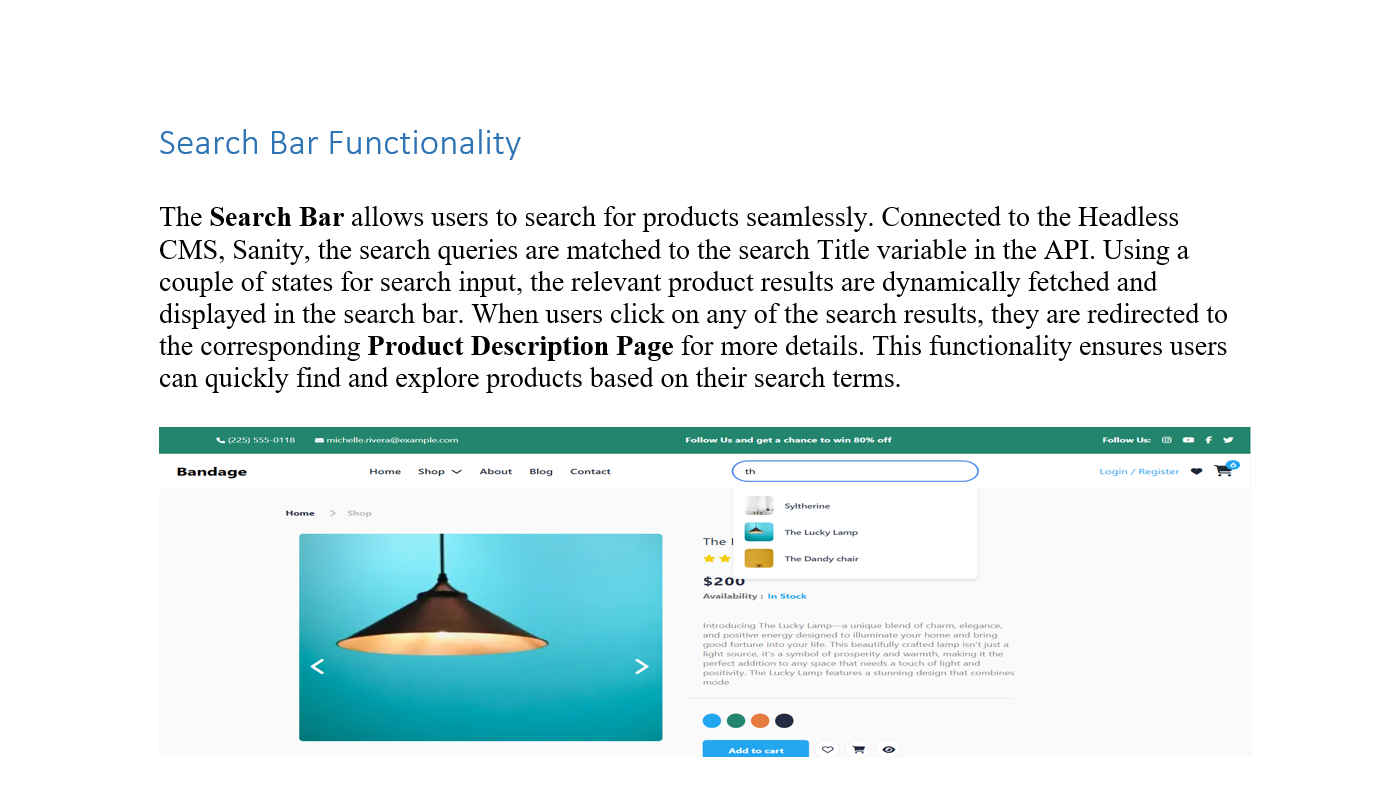 Search Bar Functionality
The Search Bar allows users to search for products seamlessly. Connected to the Headless
CMS, Sanity, the search queries are matched to the search Title variable in the API. Using a
couple of states for search input, the relevant product results are dynamically fetched and
displayed in the search bar. When users click on any of the search results, they are redirected to
the corresponding Product Description Page for more details. This functionality ensures users
can quickly find and explore products based on their search terms.
(225) 555-0118 michelle.rivera@example.com Follow Us and get a chance to win 80% off Follow Us:
Bandage Home Shop About Blog Contact th Login / Register 6
Home > Shop
Syltherine
The Lucky Lamp
The Dandy chair
The
$200
Availability : In Stock
Introducing The Lucky Lamp—a unique blend of charm, elegance,
and positive energy designed to illuminate your home and bring
good fortune into your life. This beautifully crafted lamp isn't just a
light source, it's a symbol of prosperity and warmth, making it the
perfect addition to any space that needs a touch of light and
positivity. The Lucky Lamp features a stunning design that combines
mode
Add to cart